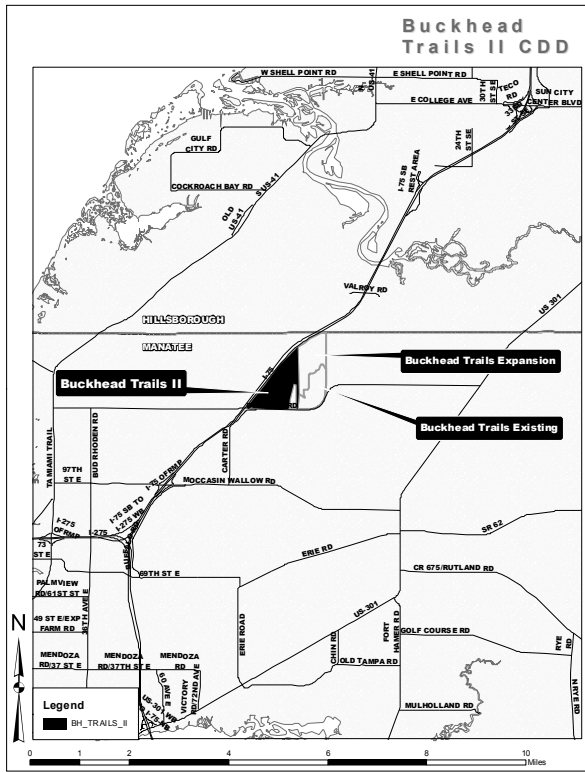 Buckhead
Trails II CDD
W SHELL POINT RD
E SHELL POINT RD
US-41
30TH
ST SE
TECO
RD
SUN CITY
CENTER BLVD
E COLLEGE AVE
GULF
CITY RD
24TH
ST SE
I-75 SB
REST AREA
COCKROACH BAY RD
S US-41
OLD
US-41
VALROY RD
US 301
HILLSBOROUGH
MANATEE
I-75
Buckhead Trails Expansion
Buckhead Trails II
RD
Buckhead Trails Existing
TAMIAMI TRAIL
BUD RHODEN RD
CARTER RD
97TH
ST E
I-75 OFRMP
MOCCASIN WALLOW RD
I-75 SB TO
I-275 WB
I-275
OFRMP
I-275
SR 62
73
ST E
ERIE RD
69TH ST E
CR 675/RUTLAND RD
PALMVIEW
RD/61ST ST
36TH AVE E
US-301
49 ST E/EXP
FARM RD
ERIE ROAD
CHIN RD
FORT
HAMER RD
GOLF COURSE RD
RYE
RD
MENDOZA
RD/37 ST E
MENDOZA
RD/37TH ST E
MENDOZA
RD
OLD TAMPA RD
60 AVE E
VICTORY
RD/72ND AVE
N RYE RD
MULHOLLAND RD
US-301 WB
N
Legend
BH_TRAILS_II
0 2 4 6 8 10
Miles